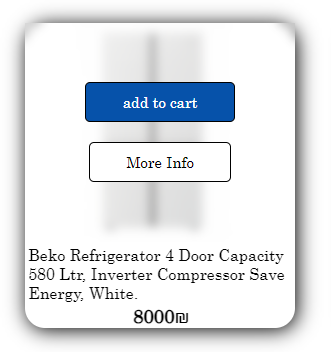 add to cart
More Info
Beko Refrigerator 4 Door Capacity
580 Ltr, Inverter Compressor Save
Energy, White.
8000₪